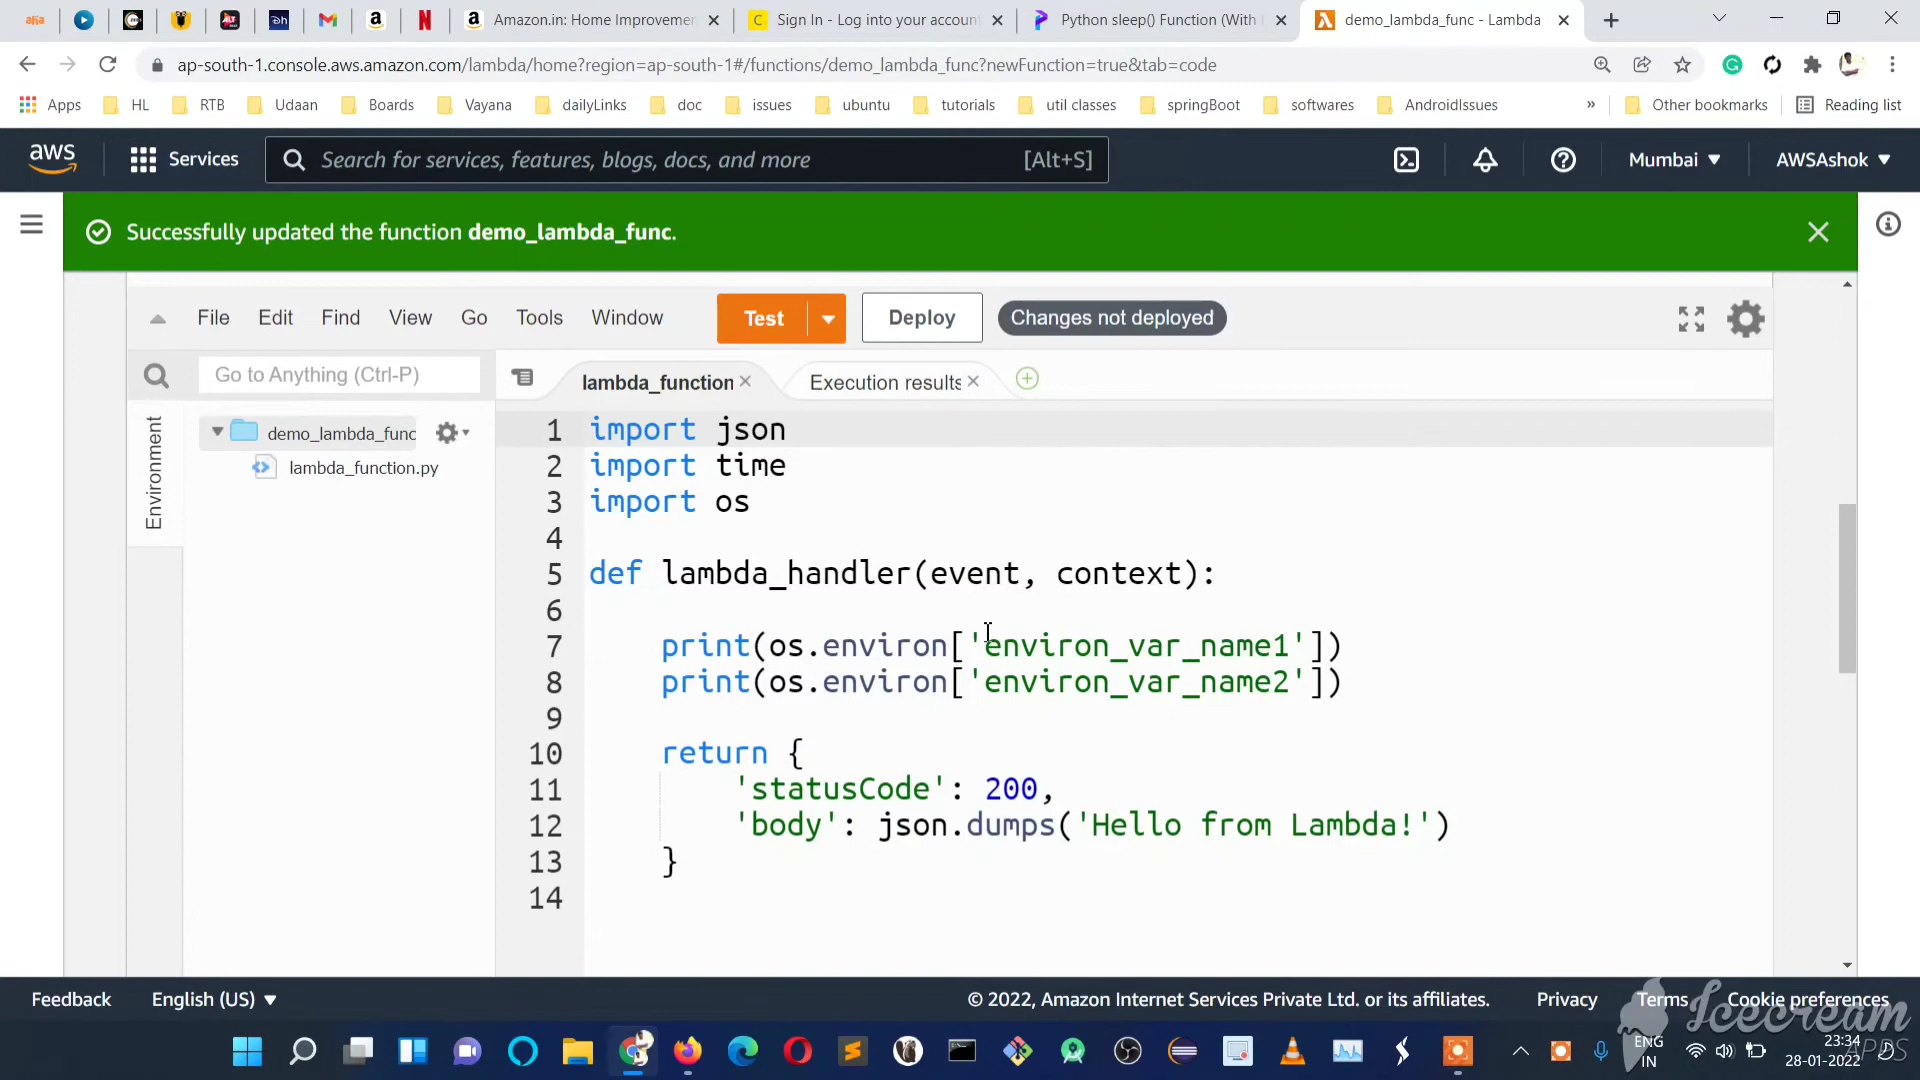 Amazon.in: Home Improvemen
Sign In - Log into your accoun
Python sleep() Function (With
demo_lambda_func - Lambda
ap-south-1.console.aws.amazon.com/lambda/home?region=ap-south-1#/functions/demo_lambda_func?newFunction=true&tab=code
Apps HL RTB Udaan Boards Vayana dailyLinks doc issues ubuntu tutorials util classes springBoot softwares AndroidIssues » Other bookmarks Reading list
aws Services Search for services, features, blogs, docs, and more [Alt+S] Mumbai AWSAshok
Successfully updated the function demo_lambda_func.
File Edit Find View Go Tools Window Test Deploy Changes not deployed
Go to Anything (Ctrl-P)
lambda_function
Execution results
Environment
demo_lambda_func
lambda_function.py
1 import json
2 import time
3 import os
4
5 def lambda_handler(event, context):
6
7 print(os.environ['environ_var_name1'])
8 print(os.environ['environ_var_name2'])
9
10 return {
11 'statusCode': 200,
12 'body': json.dumps('Hello from Lambda!')
13 }
14
Feedback English (US) © 2022, Amazon Internet Services Private Ltd. or its affiliates. Privacy Terms Cookie preferences
Icecream
APPS
ENG
IN
23:34
28-01-2022